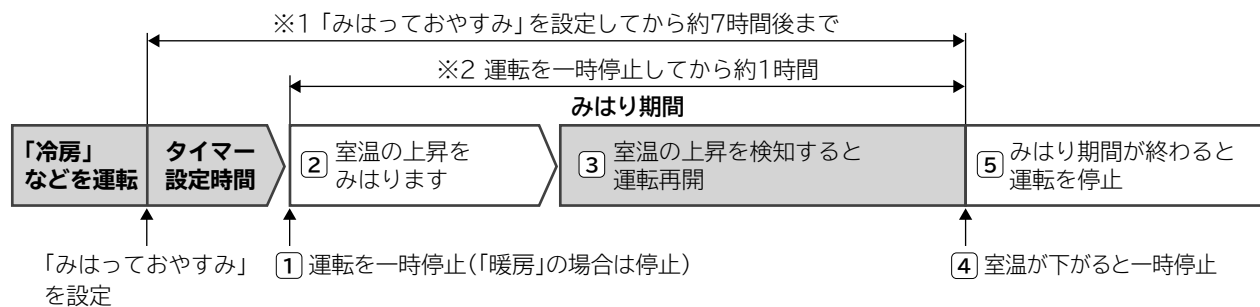 ※1「みはっておやすみ」を設定してから約7時間後まで
※2 運転を一時停止してから約1時間
みはり期間
「冷房」
などを運転
タイマー
設定時間
2 室温の上昇を
みはります
3 室温の上昇を検知すると
運転再開
5 みはり期間が終わると
運転を停止
「みはっておやすみ」
を設定
1 運転を一時停止(「暖房」の場合は停止)
4 室温が下がると一時停止